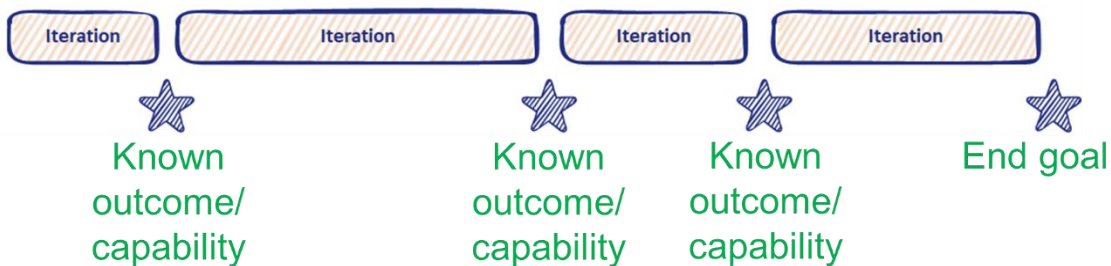 Iteration
Iteration
Iteration
Iteration
Known
outcome/
capability
Known
outcome/
capability
Known
outcome/
capability
End goal